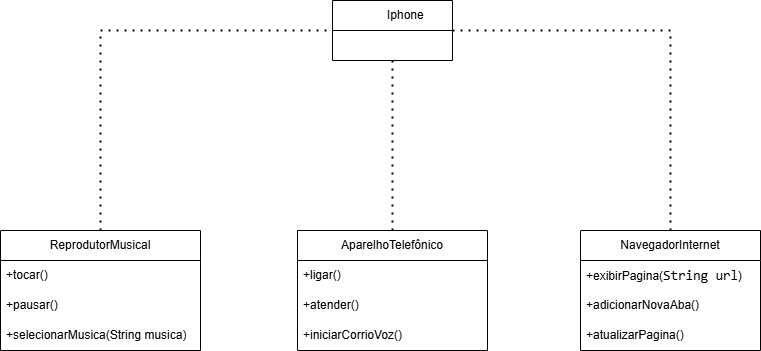 Iphone
ReprodutorMusical
+tocar()
+pausar()
+selecionarMusica(String musica)
AparelhoTelefônico
+ligar()
+atender()
+iniciarCorrioVoz()
NavegadorInternet
+exibirPagina(String url)
+adicionarNovaAba()
+atualizarPagina()